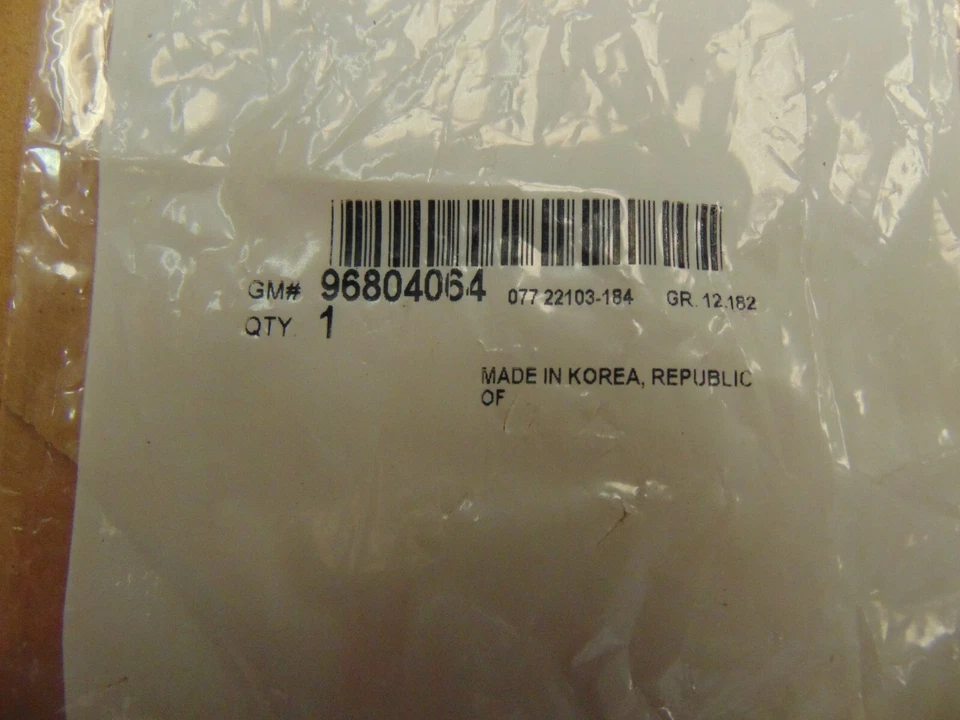 GM# 96804064 077 22103-184 GR. 12.182
QTY. 1
MADE IN KOREA, REPUBLIC
OF